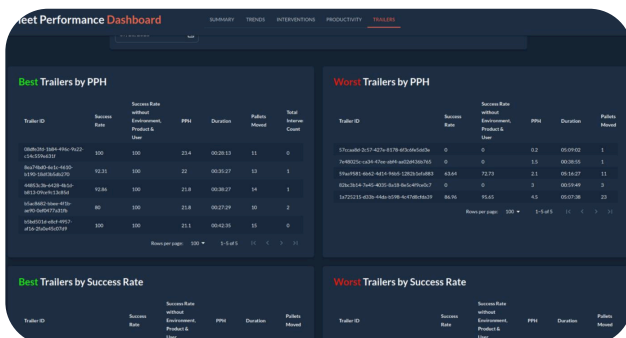 leet Performance Dashboard
SUMMARY TRENDS INTERVENTIONS PRODUCTIVITY TRAILERS
Best Trailers by PPH
Trailer ID Success Rate Success Rate without Environment, Product & User PPH Duration Pallets Moved Total Interve Count
100 100 23.4 00:28:13 11 0
92.31 100 22 00:35:27 13 1
92.86 100 21.8 00:38:27 14 1
80 100 21.8 00:27:29 10 2
100 100 21.1 00:42:35 15 0
Rows per page: 100 1-5 of 5
Worst Trailers by PPH
Trailer ID Success Rate Success Rate without Environment, Product & User PPH Duration Pallets Moved
0 0 0.2 05:09:02 1
0 0 1.5 00:38:55 1
63.64 72.73 2.1 05:16:27 11
0 0 3 00:59:49 3
86.96 95.65 4.5 05:07:38 23
Rows per page: 100 1-5 of 5
Best Trailers by Success Rate
Trailer ID Success Rate Success Rate without Environment, Product & User PPH Duration Pallets Moved
Worst Trailers by Success Rate
Trailer ID Success Rate Success Rate without Environment, Product & User PPH Duration Pallets Moved